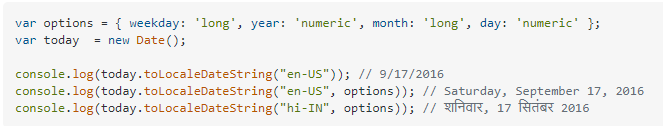 var options = { weekday: 'long', year: 'numeric', month: 'long', day: 'numeric' };
var today  = new Date();
console.log(today.toLocaleDateString("en-US")); // 9/17/2016
console.log(today.toLocaleDateString("en-US", options)); // Saturday, September 17, 2016
console.log(today.toLocaleDateString("hi-IN", options)); // शनिवार, 17 सितंबर 2016